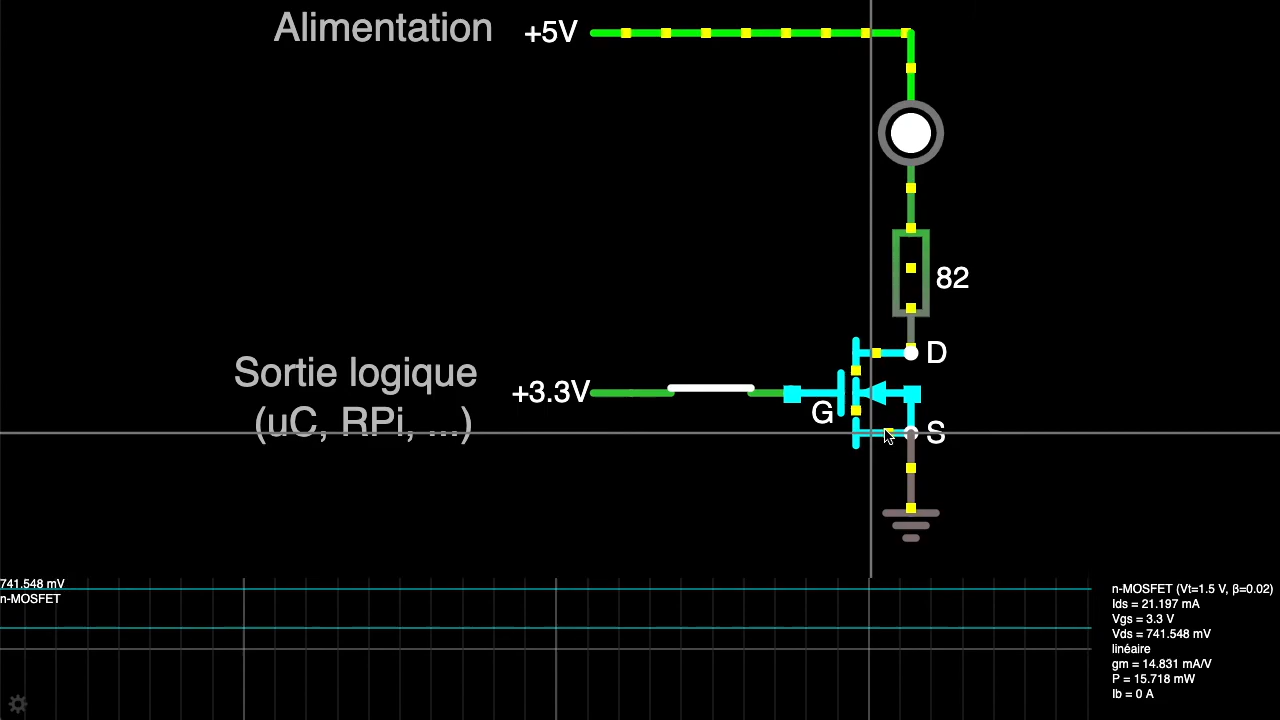 Alimentation +5V
82
D
Sortie logique
+3.3V
G
(uC, RPi, ...)
S
741.548 mV
n-MOSFET
n-MOSFET (Vt=1.5 V, β=0.02)
Ids = 21.197 mA
Vgs = 3.3 V
Vds = 741.548 mV
linéaire
gm = 14.831 mA/V
P = 15.718 mW
Ib = 0 A